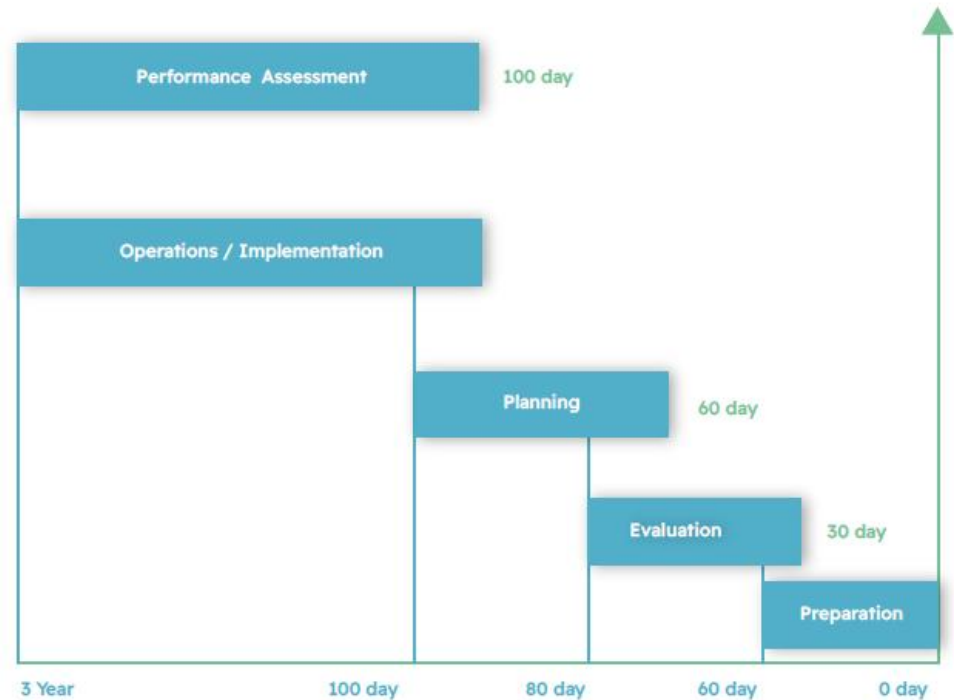 Performance Assessment
100 day
Operations / Implementation
Planning
60 day
Evaluation
30 day
Preparation
3 Year
100 day
80 day
60 day
0 day